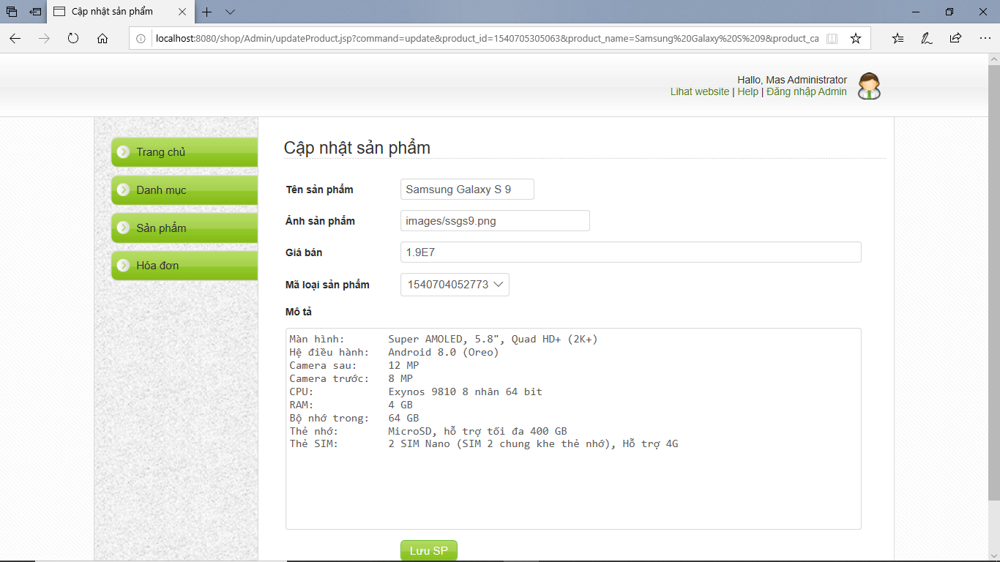 Cập nhật sản phẩm
localhost:8080/shop/Admin/updateProduct.jsp?command=update&product_id=1540705305063&product_name=Samsung%20Galaxy%20S%209&product_ca
Hallo, Mas Administrator
Lihat website | Help | Đăng nhập Admin
Trang chủ
Danh mục
Sản phẩm
Hóa đơn
Cập nhật sản phẩm
Tên sản phẩm Samsung Galaxy S 9
Ảnh sản phẩm images/ssgs9.png
Giá bán 1.9E7
Mã loại sản phẩm 1540704052773
Mô tả
Màn hình: Super AMOLED, 5.8", Quad HD+ (2K+)
Hệ điều hành: Android 8.0 (Oreo)
Camera sau: 12 MP
Camera trước: 8 MP
CPU: Exynos 9810 8 nhân 64 bit
RAM: 4 GB
Bộ nhớ trong: 64 GB
Thẻ nhớ: MicroSD, hỗ trợ tối đa 400 GB
Thẻ SIM: 2 SIM Nano (SIM 2 chung khe thẻ nhớ), Hỗ trợ 4G
Lưu SP